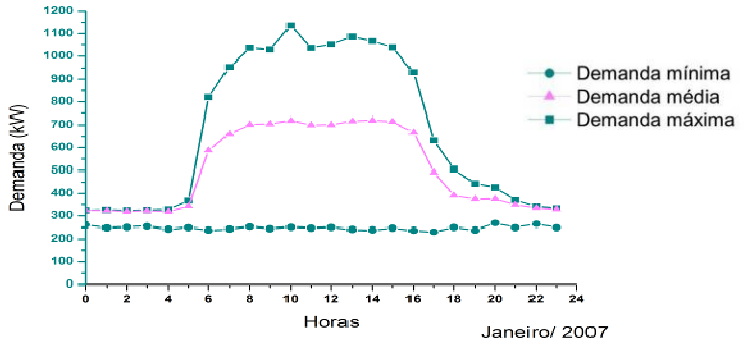 1200
1100
1000
900
800
700
600
500
400
300
200
100
0
Demanda (kW)
0 2 4 6 8 10 12 14 16 18 20 22 24
Horas
Janeiro/ 2007
Demanda mínima
Demanda média
Demanda máxima